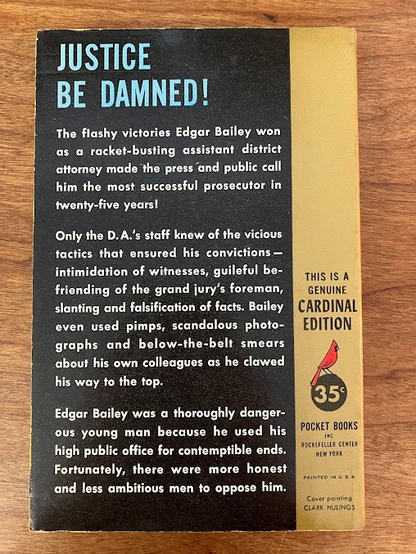 JUSTICE
BE DAMNED!
The flashy victories Edgar Bailey won
as a racket-busting assistant district
attorney made the press and public call
him the most successful prosecutor in
twenty-five years!
Only the D.A.'s staff knew of the vicious
tactics that ensured his convictions—
intimidation of witnesses, guileful be-
friending of the grand jury's foreman,
slanting and falsification of facts. Bailey
even used pimps, scandalous photo-
graphs and below-the-belt smears
about his own colleagues as he clawed
his way to the top.
Edgar Bailey was a thoroughly danger-
ous young man because he used his
high public office for contemptible ends.
Fortunately, there were more honest
and less ambitious men to oppose him.
THIS IS A
GENUINE
CARDINAL
EDITION
35¢
POCKET BOOKS
INC.
ROCKEFELLER CENTER
NEW YORK
PRINTED IN U S A
Cover painting
CLARK HULINGS